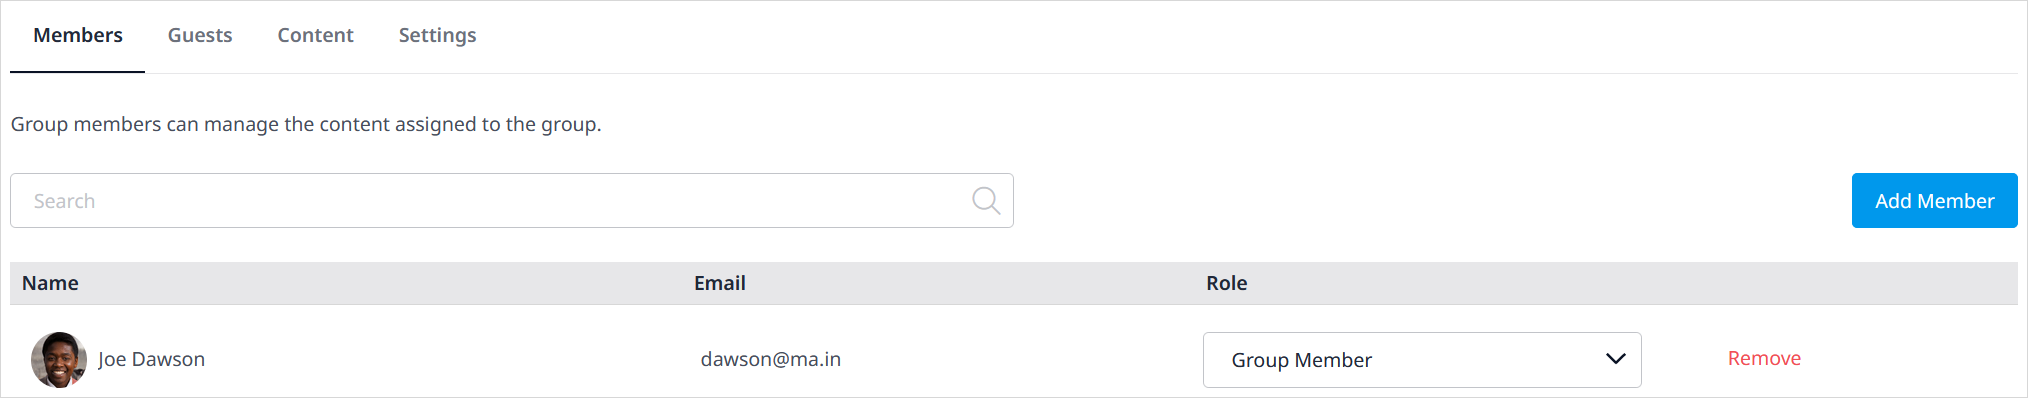 Members Guests Content Settings
Group members can manage the content assigned to the group.
Search
Add Member
Name Email Role
Joe Dawson dawson@ma.in Group Member Remove